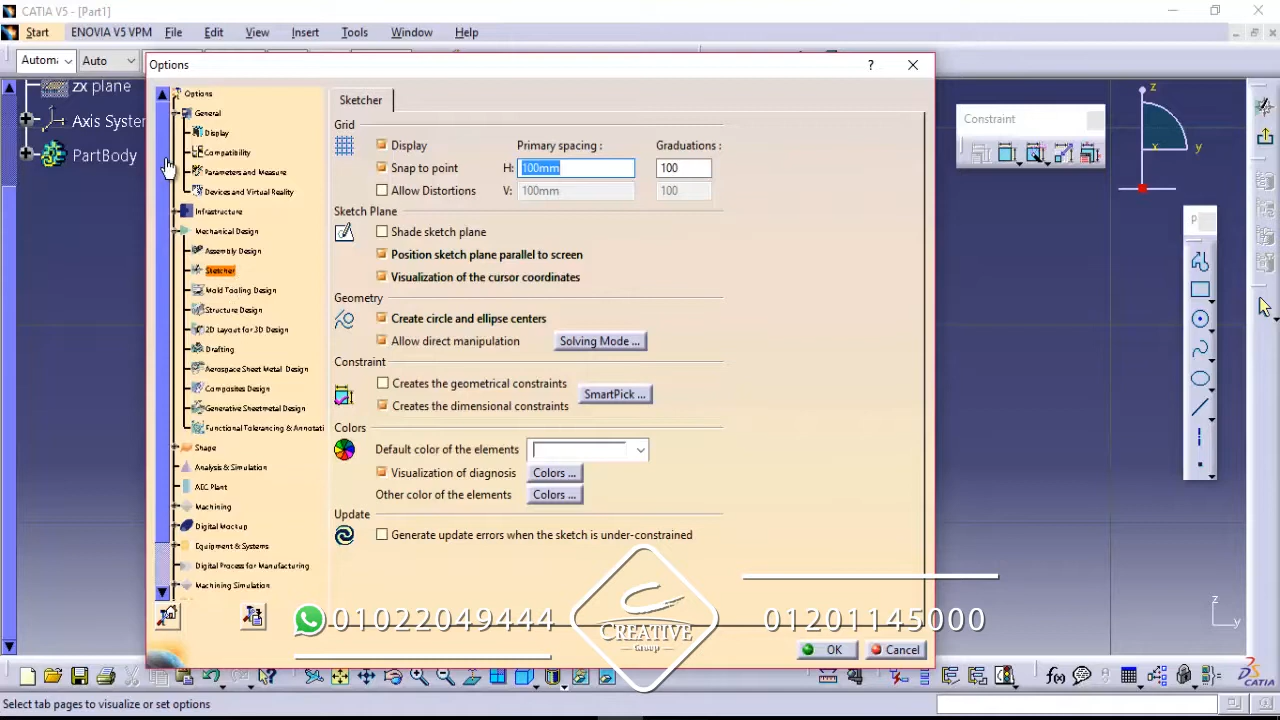 CATIA V5 - [Part1]
Start
ENOVIA V5 VPM
File
Edit
View
Insert
Tools
Window
Help
Autom
Auto
Options
?
zx plane
Axis System
PartBody
Options
General
Display
Compatibility
Parameters and Measure
Devices and Virtual Reality
Infrastructure
Mechanical Design
Assembly Design
Sketcher
Mold Tooling Design
Structure Design
2D Layout for 3D Design
Drafting
Aerospace Sheet Metal Design
Composites Design
Generative Sheetmetal Design
Functional Tolerancing & Annotati
Shape
Analysis & Simulation
AEC Plant
Machining
Digital Mockup
Equipment & Systems
Digital Process for Manufacturing
Machining Simulation
Sketcher
Grid
Display
Primary spacing :
Graduations :
Snap to point
H:
100mm
100
Allow Distortions
V:
100mm
100
Sketch Plane
Shade sketch plane
Position sketch plane parallel to screen
Visualization of the cursor coordinates
Geometry
Create circle and ellipse centers
Allow direct manipulation
Solving Mode ...
Constraint
Creates the geometrical constraints
SmartPick ...
Creates the dimensional constraints
Colors
Default color of the elements
Visualization of diagnosis
Colors ...
Other color of the elements
Colors ...
Update
Generate update errors when the sketch is under-constrained
OK
Cancel
Constraint
z
x
y
P
z
y
01022049444
CREATIVE
Group
01201145000
CATIA
Select tab pages to visualize or set options